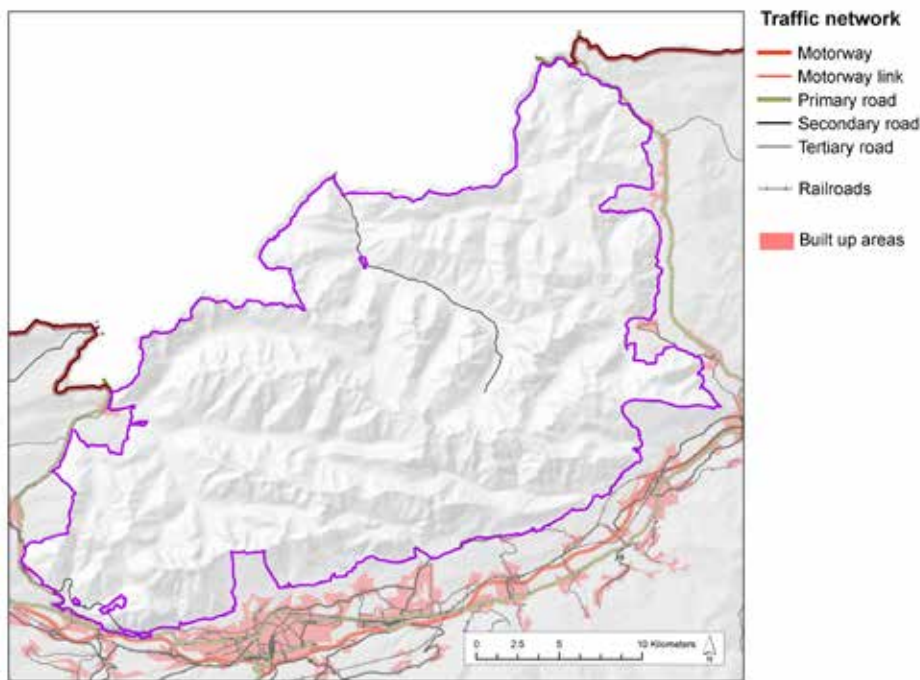 Traffic network
Motorway
Motorway link
Primary road
Secondary road
Tertiary road
Railroads
Built up areas
0 2.5 5 10 Kilometers
N